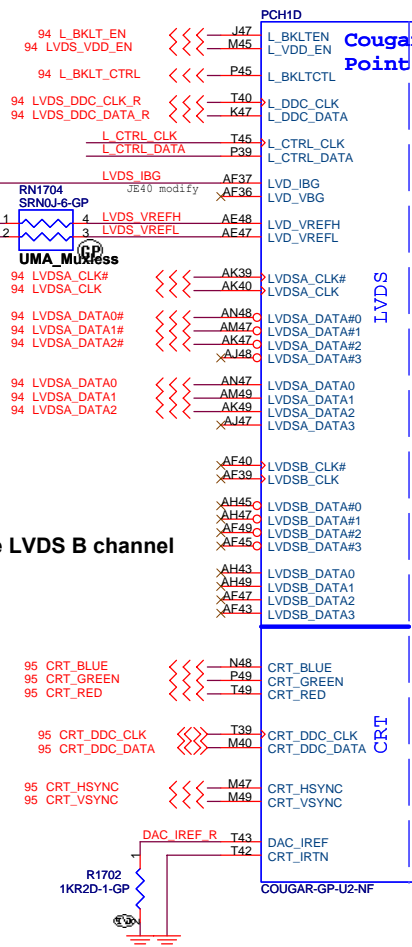 PCH1D
94 L_BKLT_EN J47 L_BKLTEN Cougar
94 LVDS_VDD_EN M45 L_VDD_EN Point
94 L_BKLT_CTRL P45 L_BKLTCTL
94 LVDS_DDC_CLK_R T40 L_DDC_CLK
94 LVDS_DDC_DATA_R K47 L_DDC_DATA
L_CTRL_CLK T45 L_CTRL_CLK
L_CTRL_DATA P39 L_CTRL_DATA
LVDS_IBG AF37 LVD_IBG
RN1704 JE40 modify AF36 LVD_VBG
SRN0J-6-GP
1 4 LVDS_VREFH AE48 LVD_VREFH
2 3 LVDS_VREFL AE47 LVD_VREFL
GP
UMA_Muxless
94 LVDSA_CLK# AK39 LVDSA_CLK#
94 LVDSA_CLK AK40 LVDSA_CLK
LVDS
94 LVDSA_DATA0# AN48 LVDSA_DATA#0
94 LVDSA_DATA1# AM47 LVDSA_DATA#1
94 LVDSA_DATA2# AK47 LVDSA_DATA#2
AJ48 LVDSA_DATA#3
94 LVDSA_DATA0 AN47 LVDSA_DATA0
94 LVDSA_DATA1 AM49 LVDSA_DATA1
94 LVDSA_DATA2 AK49 LVDSA_DATA2
AJ47 LVDSA_DATA3
AF40 LVDSB_CLK#
AF39 LVDSB_CLK
AH45 LVDSB_DATA#0
AH47 LVDSB_DATA#1
AF49 LVDSB_DATA#2
AF45 LVDSB_DATA#3
e LVDS B channel
AH43 LVDSB_DATA0
AH49 LVDSB_DATA1
AF47 LVDSB_DATA2
AF43 LVDSB_DATA3
95 CRT_BLUE N48 CRT_BLUE
95 CRT_GREEN P49 CRT_GREEN
95 CRT_RED T49 CRT_RED
95 CRT_DDC_CLK T39 CRT_DDC_CLK
95 CRT_DDC_DATA M40 CRT_DDC_DATA
CRT
95 CRT_HSYNC M47 CRT_HSYNC
95 CRT_VSYNC M49 CRT_VSYNC
DAC_IREF_R T43 DAC_IREF
1 T42 CRT_IRTN
R1702
1KR2D-1-GP
COUGAR-GP-U2-NF